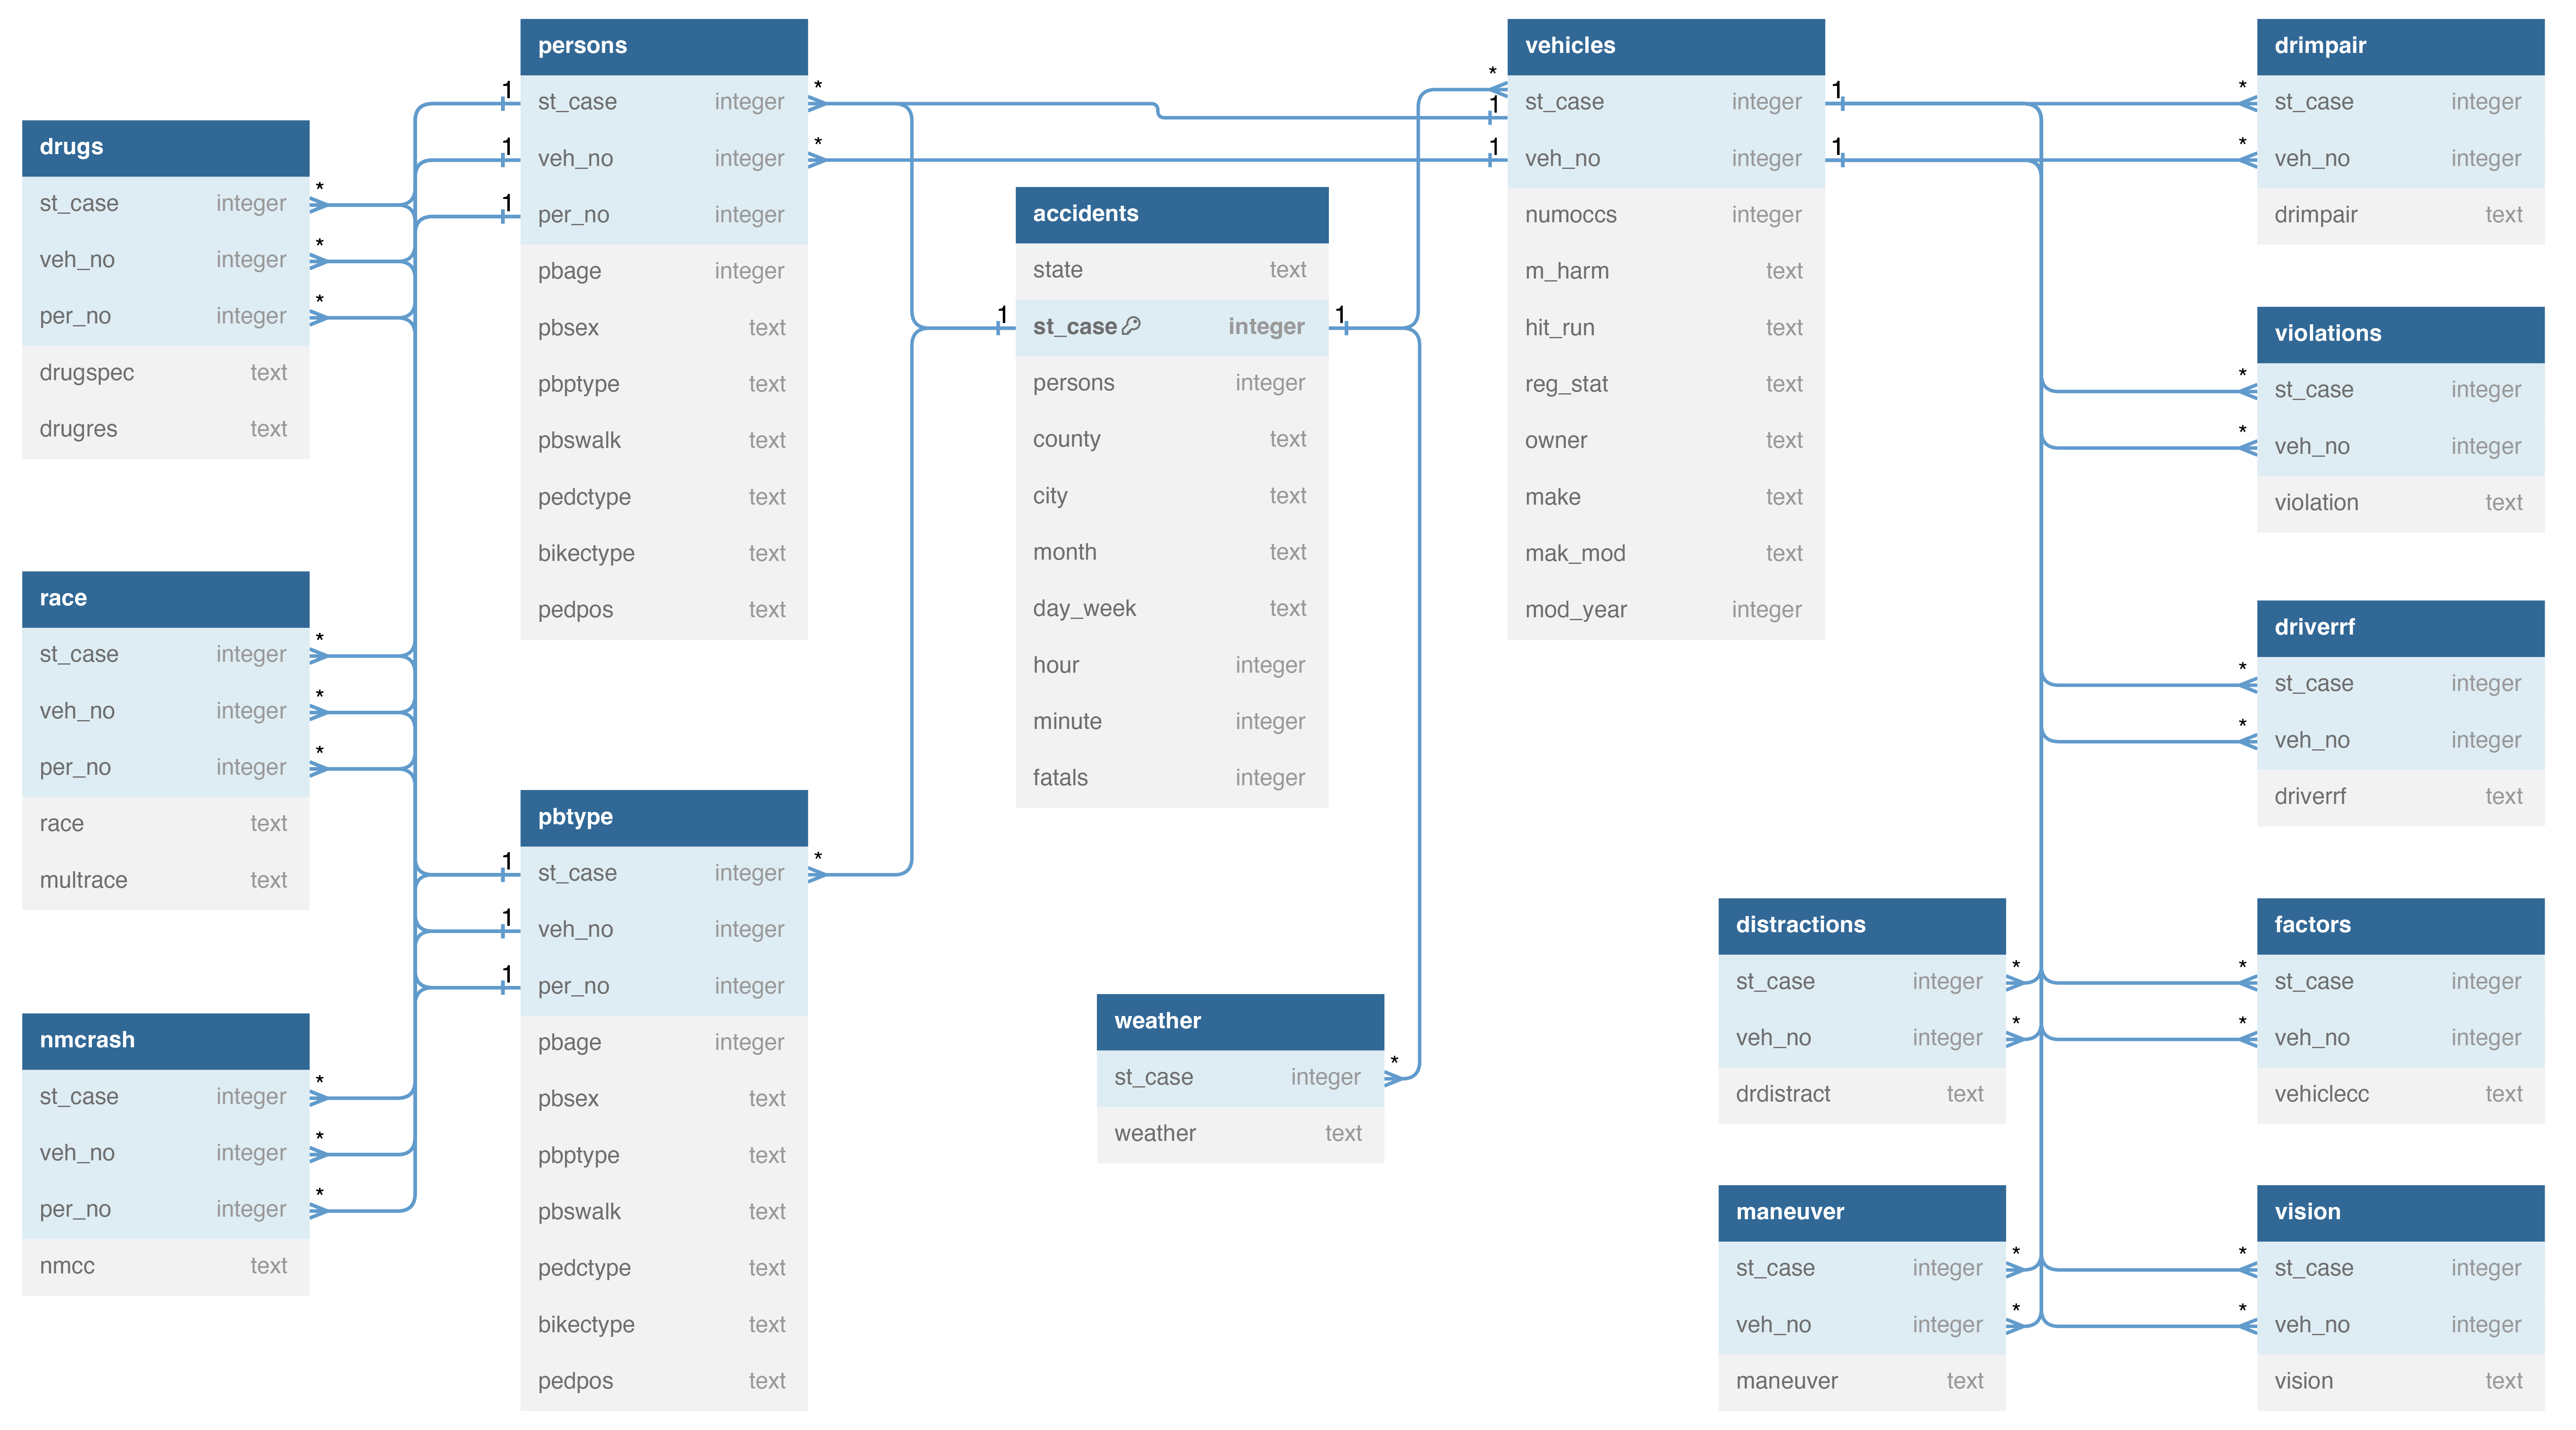 persons
1 st_case integer *
1 veh_no integer *
1 per_no integer
pbage integer
pbsex text
pbptype text
pbswalk text
pedctype text
bikectype text
pedpos text
vehicles
*
st_case integer 1
1
1 veh_no integer 1
numoccs integer
m_harm text
hit_run text
reg_stat text
owner text
make text
mak_mod text
mod_year integer
drimpair
* st_case integer
* veh_no integer
drimpair text
drugs
st_case integer *
veh_no integer *
per_no integer *
drugspec text
drugres text
accidents
state text
1 st_case integer 1
persons integer
county text
city text
month text
day_week text
hour integer
minute integer
fatals integer
violations
* st_case integer
* veh_no integer
violation text
race
st_case integer *
veh_no integer *
per_no integer *
race text
multrace text
driverrf
* st_case integer
* veh_no integer
driverrf text
pbtype
1 st_case integer *
1 veh_no integer
1 per_no integer
pbage integer
pbsex text
pbptype text
pbswalk text
pedctype text
bikectype text
pedpos text
weather
st_case integer *
weather text
distractions
st_case integer *
veh_no integer *
drdistract text
factors
* st_case integer
* veh_no integer
vehiclecc text
nmcrash
st_case integer *
veh_no integer *
per_no integer *
nmcc text
maneuver
st_case integer *
veh_no integer *
maneuver text
vision
* st_case integer
* veh_no integer
vision text